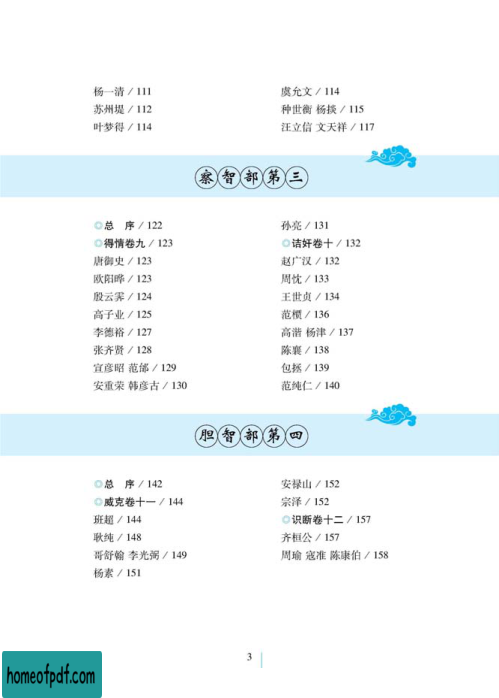 杨一清 / 111
苏州堤 / 112
叶梦得 / 114
虞允文 / 114
种世衡 杨掞 / 115
汪立信 文天祥 / 117
察智部第三
总 序 / 122
得情卷九 / 123
唐御史 / 123
欧阳晔 / 123
殷云霁 / 124
高子业 / 125
李德裕 / 127
张齐贤 / 128
宣彦昭 范邰 / 129
安重荣 韩彦古 / 130
孙亮 / 131
诘奸卷十 / 132
赵广汉 / 132
周忱 / 133
王世贞 / 134
范槚 / 136
高湝 杨津 / 137
陈襄 / 138
包拯 / 139
范纯仁 / 140
胆智部第四
总 序 / 142
威克卷十一 / 144
班超 / 144
耿纯 / 148
哥舒翰 李光弼 / 149
杨素 / 151
安禄山 / 152
宗泽 / 152
识断卷十二 / 157
齐桓公 / 157
周瑜 寇准 陈康伯 / 158
3
homeofpdf.com